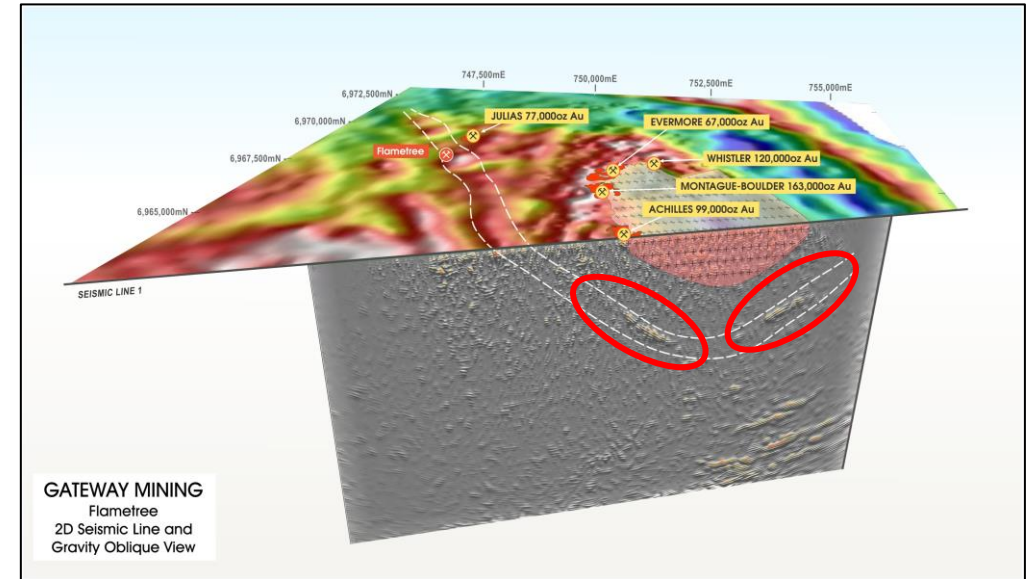 747,500mE
750,000mE
752,500mE
755,000mE
6,972,500mN
6,970,000mN
6,967,500mN
6,965,000mN
JULIAS 77,000oz Au
EVERMORE 67,000oz Au
Flametree
WHISTLER 120,000oz Au
MONTAGUE-BOULDER 163,000oz Au
ACHILLES 99,000oz Au
SEISMIC LINE 1
GATEWAY MINING
Flametree
2D Seismic Line and
Gravity Oblique View